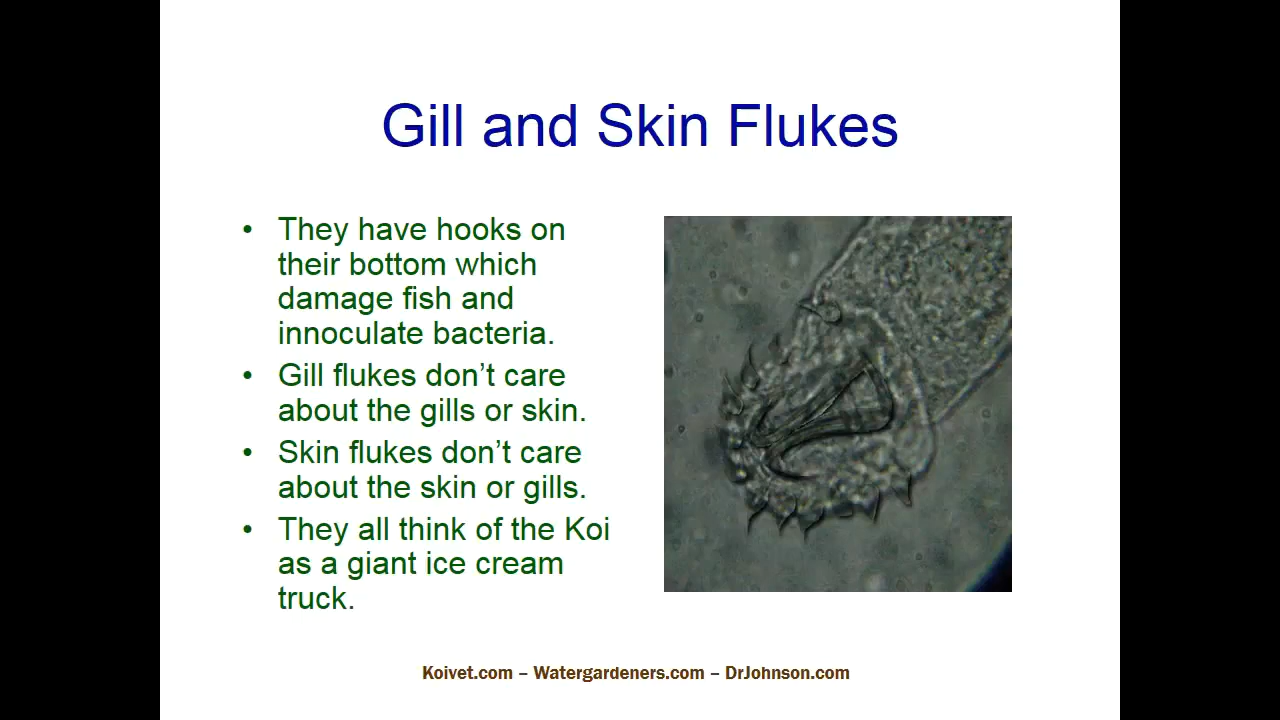 Gill and Skin Flukes
• They have hooks on
their bottom which
damage fish and
innoculate bacteria.
• Gill flukes don’t care
about the gills or skin.
• Skin flukes don’t care
about the skin or gills.
• They all think of the Koi
as a giant ice cream
truck.
Koivet.com – Watergardeners.com – DrJohnson.com